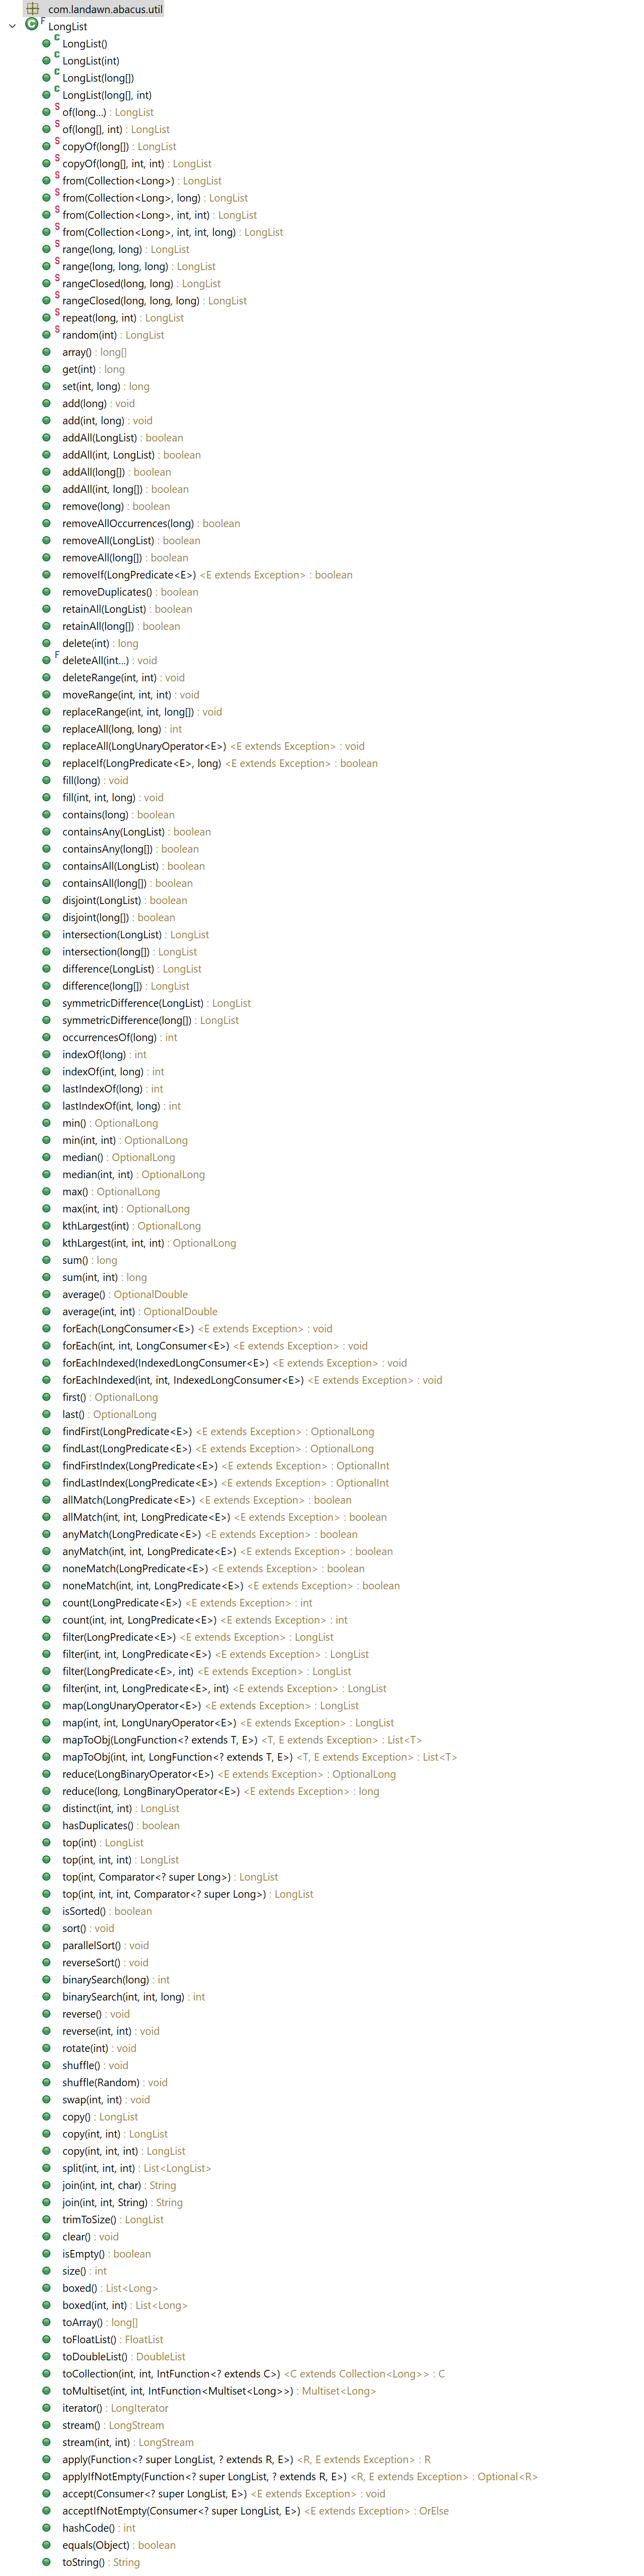 com.landawn.abacus.util
LongList
LongList()
LongList(int)
LongList(long[])
LongList(long[], int)
of(long...) : LongList
of(long[], int) : LongList
copyOf(long[]) : LongList
copyOf(long[], int, int) : LongList
from(Collection<Long>) : LongList
from(Collection<Long>, long) : LongList
from(Collection<Long>, int, int) : LongList
from(Collection<Long>, int, int, long) : LongList
range(long, long) : LongList
range(long, long, long) : LongList
rangeClosed(long, long) : LongList
rangeClosed(long, long, long) : LongList
repeat(long, int) : LongList
random(int) : LongList
array() : long[]
get(int) : long
set(int, long) : long
add(long) : void
add(int, long) : void
addAll(LongList) : boolean
addAll(int, LongList) : boolean
addAll(long[]) : boolean
addAll(int, long[]) : boolean
remove(long) : boolean
removeAllOccurrences(long) : boolean
removeAll(LongList) : boolean
removeAll(long[]) : boolean
removeIf(LongPredicate<E>) <E extends Exception> : boolean
removeDuplicates() : boolean
retainAll(LongList) : boolean
retainAll(long[]) : boolean
delete(int) : long
deleteAll(int...) : void
deleteRange(int, int) : void
moveRange(int, int, int) : void
replaceRange(int, int, long[]) : void
replaceAll(long, long) : int
replaceAll(LongUnaryOperator<E>) <E extends Exception> : void
replaceIf(LongPredicate<E>, long) <E extends Exception> : boolean
fill(long) : void
fill(int, int, long) : void
contains(long) : boolean
containsAny(LongList) : boolean
containsAny(long[]) : boolean
containsAll(LongList) : boolean
containsAll(long[]) : boolean
disjoint(LongList) : boolean
disjoint(long[]) : boolean
intersection(LongList) : LongList
intersection(long[]) : LongList
difference(LongList) : LongList
difference(long[]) : LongList
symmetricDifference(LongList) : LongList
symmetricDifference(long[]) : LongList
occurrencesOf(long) : int
indexOf(long) : int
indexOf(int, long) : int
lastIndexOf(long) : int
lastIndexOf(int, long) : int
min() : OptionalLong
min(int, int) : OptionalLong
median() : OptionalLong
median(int, int) : OptionalLong
max() : OptionalLong
max(int, int) : OptionalLong
kthLargest(int) : OptionalLong
kthLargest(int, int, int) : OptionalLong
sum() : long
sum(int, int) : long
average() : OptionalDouble
average(int, int) : OptionalDouble
forEach(LongConsumer<E>) <E extends Exception> : void
forEach(int, int, LongConsumer<E>) <E extends Exception> : void
forEachIndexed(IndexedLongConsumer<E>) <E extends Exception> : void
forEachIndexed(int, int, IndexedLongConsumer<E>) <E extends Exception> : void
first() : OptionalLong
last() : OptionalLong
findFirst(LongPredicate<E>) <E extends Exception> : OptionalLong
findLast(LongPredicate<E>) <E extends Exception> : OptionalLong
findFirstIndex(LongPredicate<E>) <E extends Exception> : OptionalInt
findLastIndex(LongPredicate<E>) <E extends Exception> : OptionalInt
allMatch(LongPredicate<E>) <E extends Exception> : boolean
allMatch(int, int, LongPredicate<E>) <E extends Exception> : boolean
anyMatch(LongPredicate<E>) <E extends Exception> : boolean
anyMatch(int, int, LongPredicate<E>) <E extends Exception> : boolean
noneMatch(LongPredicate<E>) <E extends Exception> : boolean
noneMatch(int, int, LongPredicate<E>) <E extends Exception> : boolean
count(LongPredicate<E>) <E extends Exception> : int
count(int, int, LongPredicate<E>) <E extends Exception> : int
filter(LongPredicate<E>) <E extends Exception> : LongList
filter(int, int, LongPredicate<E>) <E extends Exception> : LongList
filter(LongPredicate<E>, int) <E extends Exception> : LongList
filter(int, int, LongPredicate<E>, int) <E extends Exception> : LongList
map(LongUnaryOperator<E>) <E extends Exception> : LongList
map(int, int, LongUnaryOperator<E>) <E extends Exception> : LongList
mapToObj(LongFunction<? extends T, E>) <T, E extends Exception> : List<T>
mapToObj(int, int, LongFunction<? extends T, E>) <T, E extends Exception> : List<T>
reduce(LongBinaryOperator<E>) <E extends Exception> : OptionalLong
reduce(long, LongBinaryOperator<E>) <E extends Exception> : long
distinct(int, int) : LongList
hasDuplicates() : boolean
top(int) : LongList
top(int, int, int) : LongList
top(int, Comparator<? super Long>) : LongList
top(int, int, int, Comparator<? super Long>) : LongList
isSorted() : boolean
sort() : void
parallelSort() : void
reverseSort() : void
binarySearch(long) : int
binarySearch(int, int, long) : int
reverse() : void
reverse(int, int) : void
rotate(int) : void
shuffle() : void
shuffle(Random) : void
swap(int, int) : void
copy() : LongList
copy(int, int) : LongList
copy(int, int, int) : LongList
split(int, int, int) : List<LongList>
join(int, int, char) : String
join(int, int, String) : String
trimToSize() : LongList
clear() : void
isEmpty() : boolean
size() : int
boxed() : List<Long>
boxed(int, int) : List<Long>
toArray() : long[]
toFloatList() : FloatList
toDoubleList() : DoubleList
toCollection(int, int, IntFunction<? extends C>) <C extends Collection<Long>> : C
toMultiset(int, int, IntFunction<Multiset<Long>>) : Multiset<Long>
iterator() : LongIterator
stream() : LongStream
stream(int, int) : LongStream
apply(Function<? super LongList, ? extends R, E>) <R, E extends Exception> : R
applyIfNotEmpty(Function<? super LongList, ? extends R, E>) <R, E extends Exception> : Optional<R>
accept(Consumer<? super LongList, E>) <E extends Exception> : void
acceptIfNotEmpty(Consumer<? super LongList, E>) <E extends Exception> : OrElse
hashCode() : int
equals(Object) : boolean
toString() : String